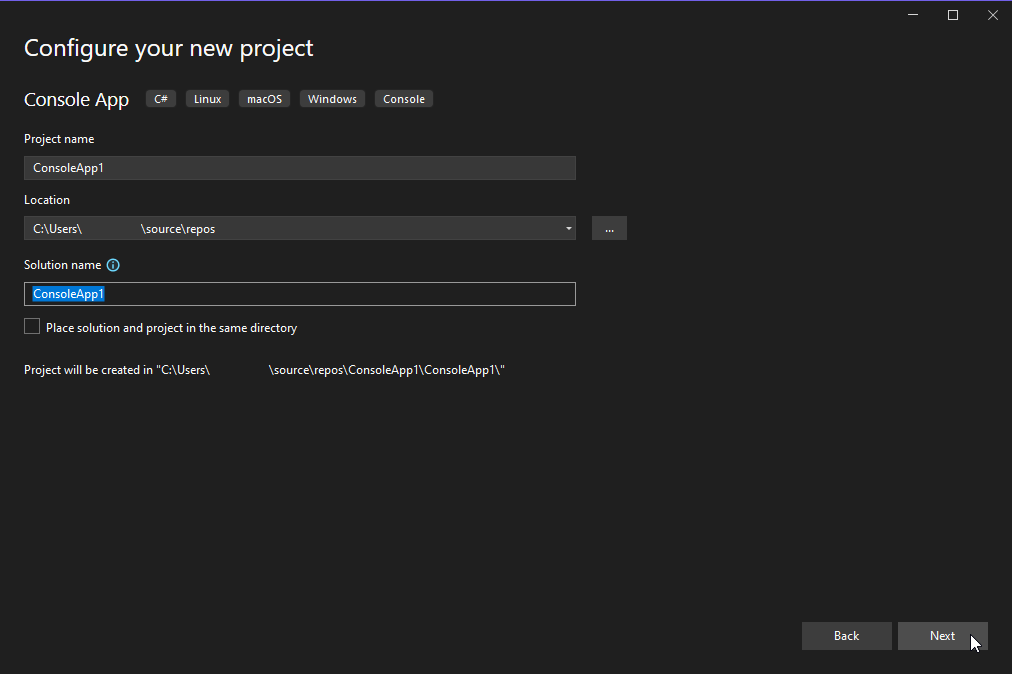 Configure your new project
Console App C# Linux macOS Windows Console
Project name
ConsoleApp1
Location
C:\Users\ \source\repos
...
Solution name
ConsoleApp1
Place solution and project in the same directory
Project will be created in "C:\Users\ \source\repos\ConsoleApp1\ConsoleApp1\"
Back Next